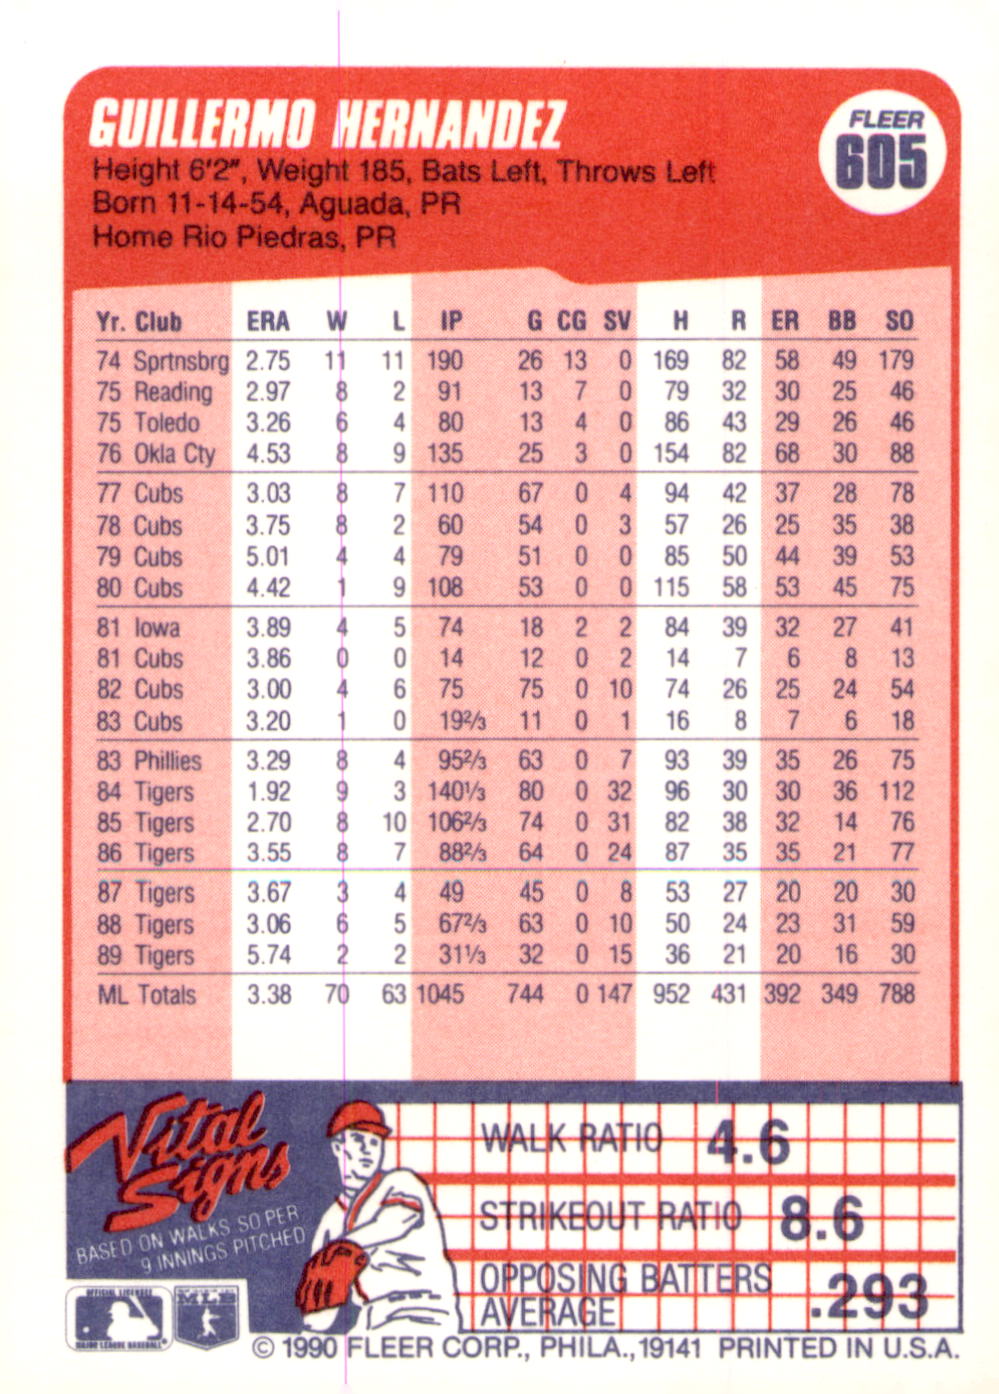 GUILLERMO HERNANDEZ
FLEER
605
Height 6'2", Weight 185, Bats Left, Throws Left
Born 11-14-54, Aguada, PR
Home Rio Piedras, PR
Yr. Club ERA W L IP G CG SV H R ER BB SO
74 Sprtnsbrg 2.75 11 11 190 26 13 0 169 82 58 49 179
75 Reading 2.97 8 2 91 13 7 0 79 32 30 25 46
75 Toledo 3.26 6 4 80 13 4 0 86 43 29 26 46
76 Okla Cty 4.53 8 9 135 25 3 0 154 82 68 30 88
77 Cubs 3.03 8 7 110 67 0 4 94 42 37 28 78
78 Cubs 3.75 8 2 60 54 0 3 57 26 25 35 38
79 Cubs 5.01 4 4 79 51 0 0 85 50 44 39 53
80 Cubs 4.42 1 9 108 53 0 0 115 58 53 45 75
81 Iowa 3.89 4 5 74 18 2 2 84 39 32 27 41
81 Cubs 3.86 0 0 14 12 0 2 14 7 6 8 13
82 Cubs 3.00 4 6 75 75 0 10 74 26 25 24 54
83 Cubs 3.20 1 0 19⅔ 11 0 1 16 8 7 6 18
83 Phillies 3.29 8 4 95⅔ 63 0 7 93 39 35 26 75
84 Tigers 1.92 9 3 140⅓ 80 0 32 96 30 30 36 112
85 Tigers 2.70 8 10 106⅔ 74 0 31 82 38 32 14 76
86 Tigers 3.55 8 7 88⅔ 64 0 24 87 35 35 21 77
87 Tigers 3.67 3 4 49 45 0 8 53 27 20 20 30
88 Tigers 3.06 6 5 67⅔ 63 0 10 50 24 23 31 59
89 Tigers 5.74 2 2 31⅓ 32 0 15 36 21 20 16 30
ML Totals 3.38 70 63 1045 744 0 147 952 431 392 349 788
Vital
Signs
BASED ON WALKS SO PER
9 INNINGS PITCHED
WALK RATIO 4.6
STRIKEOUT RATIO 8.6
OPPOSING BATTERS
AVERAGE .293
OFFICIAL LICENSEE
MAJOR LEAGUE BASEBALL
© 1990 FLEER CORP., PHILA., 19141 PRINTED IN U.S.A.